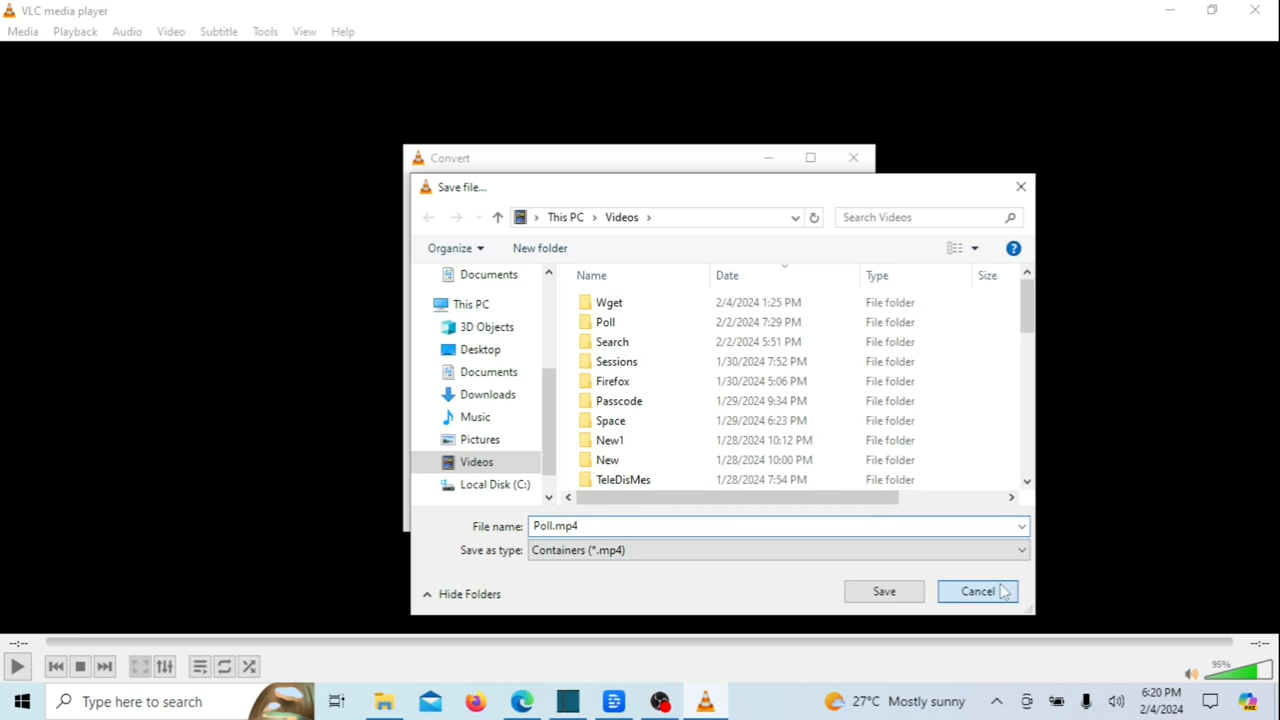 VLC media player
Media Playback Audio Video Subtitle Tools View Help
Convert
Save file...
This PC Videos Search Videos
Organize New folder
Name Date Type Size
Documents
This PC
3D Objects
Desktop
Documents
Downloads
Music
Pictures
Videos
Local Disk (C:)
Wget 2/4/2024 1:25 PM File folder
Poll 2/2/2024 7:29 PM File folder
Search 2/2/2024 5:51 PM File folder
Sessions 1/30/2024 7:52 PM File folder
Firefox 1/30/2024 5:06 PM File folder
Passcode 1/29/2024 9:34 PM File folder
Space 1/29/2024 6:23 PM File folder
New1 1/28/2024 10:12 PM File folder
New 1/28/2024 10:00 PM File folder
TeleDisMes 1/28/2024 7:54 PM File folder
File name: Poll.mp4
Save as type: Containers (*.mp4)
Hide Folders Save Cancel
--:-- --:--
95%
Type here to search 27°C Mostly sunny 6:20 PM
2/4/2024